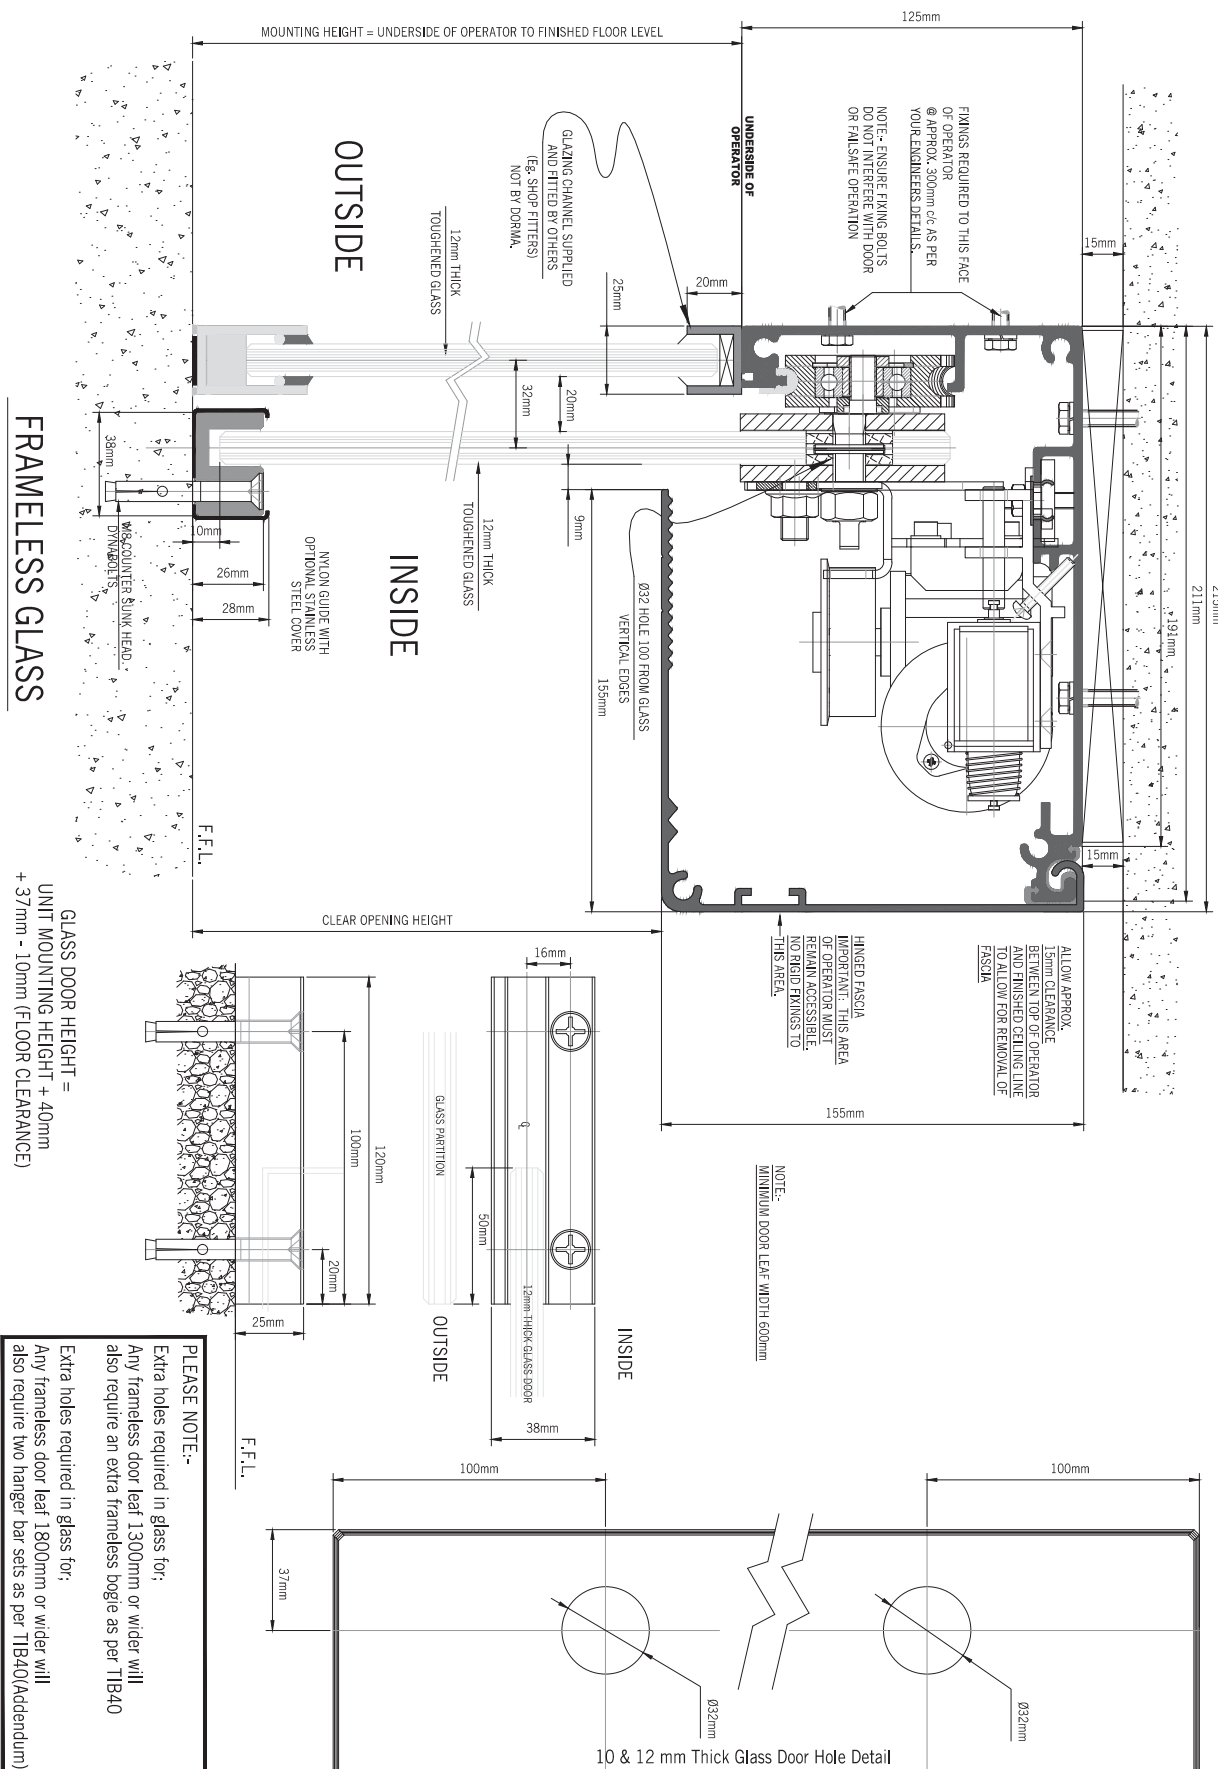 MOUNTING HEIGHT = UNDERSIDE OF OPERATOR TO FINISHED FLOOR LEVEL
125mm
FIXINGS REQUIRED TO THIS FACE
OF OPERATOR
@ APPROX. 300mm c/c AS PER
YOUR ENGINEERS DETAILS.
NOTE:- ENSURE FIXING BOLTS
DO NOT INTERFERE WITH DOOR
OR FAILSAFE OPERATION
UNDERSIDE OF
OPERATOR
15mm
GLAZING CHANNEL SUPPLIED
AND FITTED BY OTHERS
(Eg. SHOP FITTERS)
NOT BY DORMA.
OUTSIDE
12mm THICK
TOUGHENED GLASS
25mm
20mm
32mm
20mm
9mm
12mm THICK
TOUGHENED GLASS
INSIDE
38mm
10mm
26mm
28mm
M8 COUNTER SUNK HEAD
DYNABOLTS
NYLON GUIDE WITH
OPTIONAL STAINLESS
STEEL COVER
Ø32 HOLE 100 FROM GLASS
VERTICAL EDGES
155mm
215mm
211mm
191mm
15mm
FRAMELESS GLASS
F.F.L.
CLEAR OPENING HEIGHT
ALLOW APPROX.
15mm CLEARANCE
BETWEEN TOP OF OPERATOR
AND FINISHED CEILING LINE
TO ALLOW FOR REMOVAL OF
FASCIA
HINGED FASCIA
IMPORTANT: THIS AREA
OF OPERATOR MUST
REMAIN ACCESSIBLE.
NO RIGID FIXINGS TO
THIS AREA.
155mm
GLASS DOOR HEIGHT =
UNIT MOUNTING HEIGHT + 40mm
+ 37mm - 10mm (FLOOR CLEARANCE)
16mm
GLASS PARTITION
100mm
120mm
50mm
20mm
12mm THICK GLASS DOOR
25mm
38mm
OUTSIDE
INSIDE
F.F.L.
NOTE:-
MINIMUM DOOR LEAF WIDTH 600mm
PLEASE NOTE:-
Extra holes required in glass for;
Any frameless door leaf 1300mm or wider will
also require an extra frameless bogie as per TIB40
Extra holes required in glass for;
Any frameless door leaf 1800mm or wider will
also require two hanger bar sets as per TIB40(Addendum)
100mm
100mm
37mm
Ø32mm
Ø32mm
10 & 12 mm Thick Glass Door Hole Detail